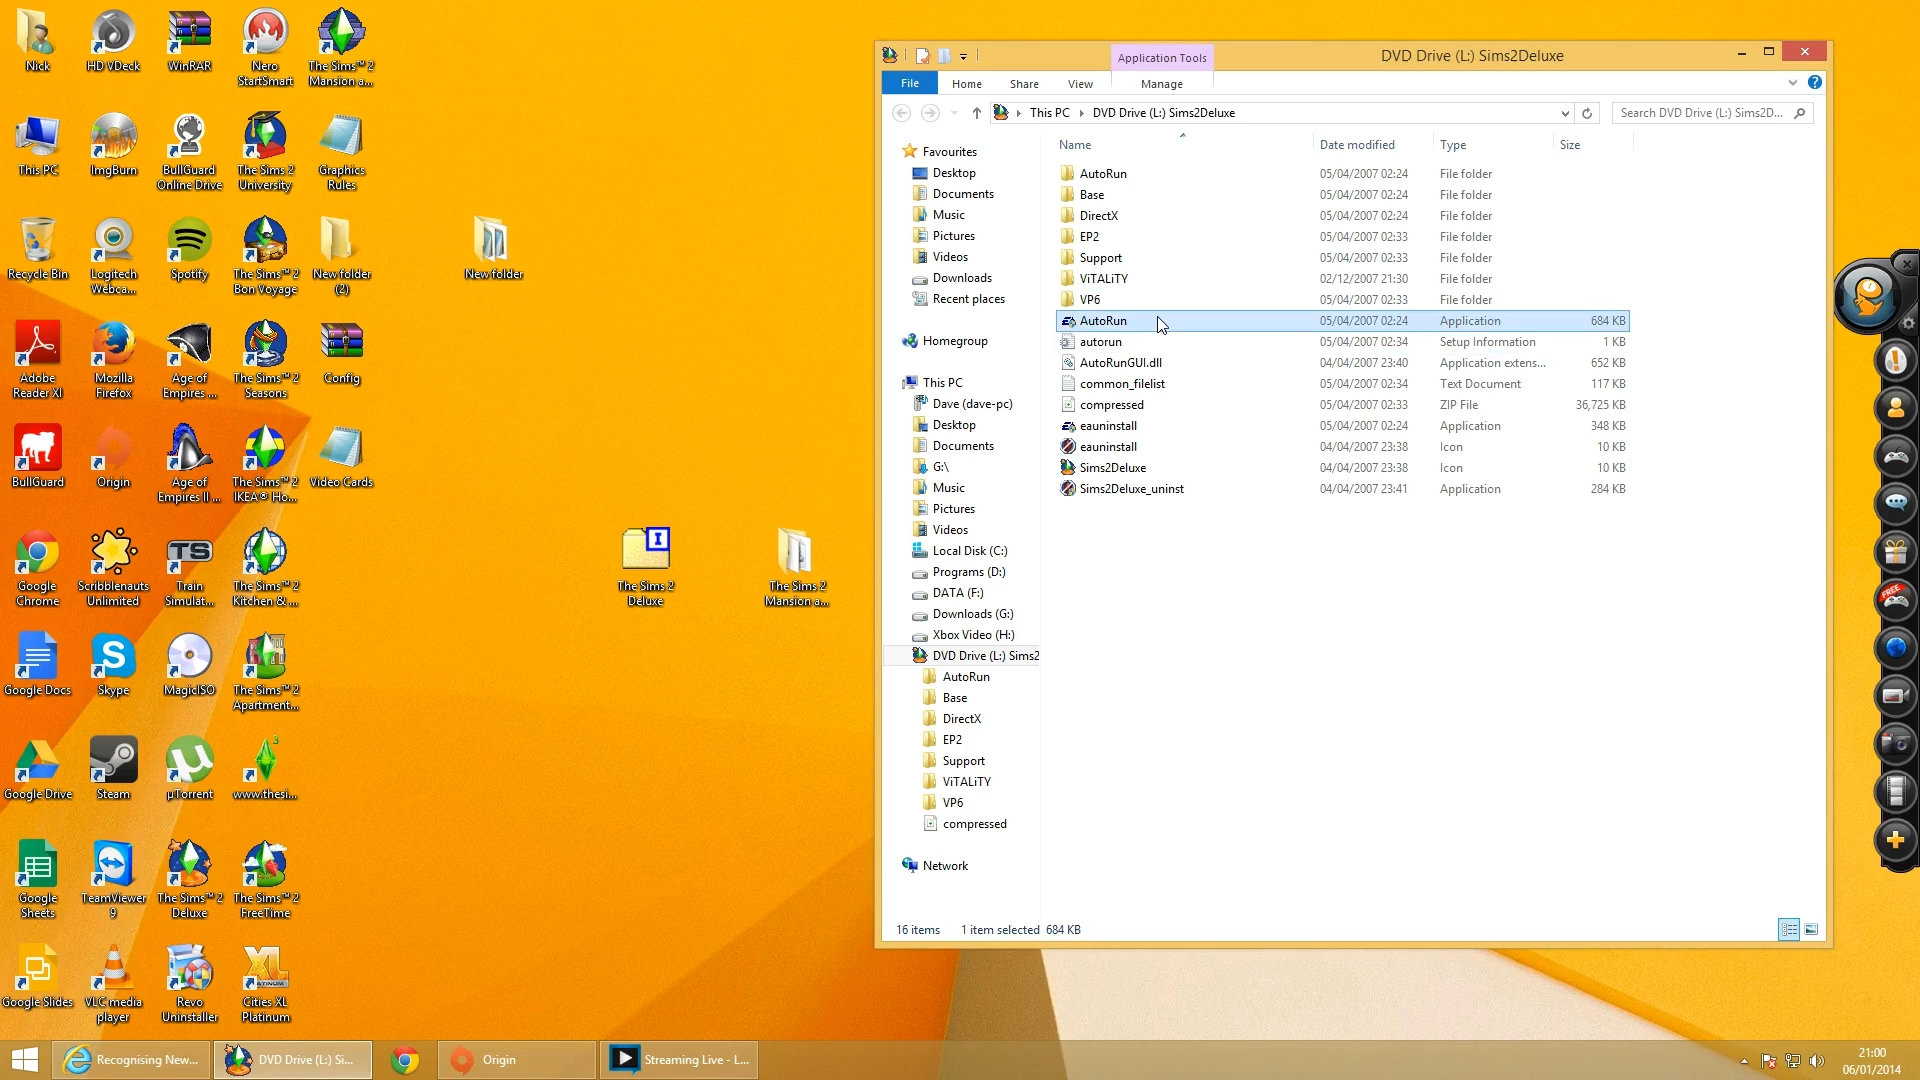 Nick
HD VDeck
WinRAR
Nero
StartSmart
The Sims™ 2
Mansion a...
This PC
ImgBurn
BullGuard
Online Drive
The Sims 2
University
Graphics
Rules
Recycle Bin
Logitech
Webca...
Spotify
The Sims™ 2
Bon Voyage
New folder
(2)
New folder
Adobe
Reader XI
Mozilla
Firefox
Age of
Empires ...
The Sims™ 2
Seasons
Config
BullGuard
Origin
Age of
Empires II ...
The Sims™ 2
IKEA® Ho...
Video Cards
Google
Chrome
Scribblenauts
Unlimited
TS
Train
Simulat...
The Sims™ 2
Kitchen & ...
I
The Sims 2
Deluxe
The Sims 2
Mansion a...
Google Docs
Skype
MagicISO
The Sims™ 2
Apartment...
Google Drive
Steam
µTorrent
3
www.thesi...
Google
Sheets
TeamViewer
9
The Sims™ 2
Deluxe
The Sims™ 2
FreeTime
Google Slides
VLC media
player
Revo
Uninstaller
XL
PLATINUM
Cities XL
Platinum
Application Tools
DVD Drive (L:) Sims2Deluxe
File
Home
Share
View
Manage
This PC
DVD Drive (L:) Sims2Deluxe
Search DVD Drive (L:) Sims2D...
Favourites
Desktop
Documents
Music
Pictures
Videos
Downloads
Recent places
Homegroup
This PC
Dave (dave-pc)
Desktop
Documents
G:\
Music
Pictures
Videos
Local Disk (C:)
Programs (D:)
DATA (F:)
Downloads (G:)
Xbox Video (H:)
DVD Drive (L:) Sims2
AutoRun
Base
DirectX
EP2
Support
ViTALiTY
VP6
compressed
Network
Name Date modified Type Size
AutoRun 05/04/2007 02:24 File folder
Base 05/04/2007 02:24 File folder
DirectX 05/04/2007 02:24 File folder
EP2 05/04/2007 02:33 File folder
Support 05/04/2007 02:33 File folder
ViTALiTY 02/12/2007 21:30 File folder
VP6 05/04/2007 02:33 File folder
AutoRun 05/04/2007 02:24 Application 684 KB
autorun 05/04/2007 02:34 Setup Information 1 KB
AutoRunGUI.dll 04/04/2007 23:40 Application extens... 652 KB
common_filelist 05/04/2007 02:34 Text Document 117 KB
compressed 05/04/2007 02:33 ZIP File 36,725 KB
eauninstall 05/04/2007 02:24 Application 348 KB
eauninstall 04/04/2007 23:38 Icon 10 KB
Sims2Deluxe 04/04/2007 23:38 Icon 10 KB
Sims2Deluxe_uninst 04/04/2007 23:41 Application 284 KB
16 items 1 item selected 684 KB
FREE
Recognising New...
DVD Drive (L:) Si...
Origin
Streaming Live - L...
21:00
06/01/2014